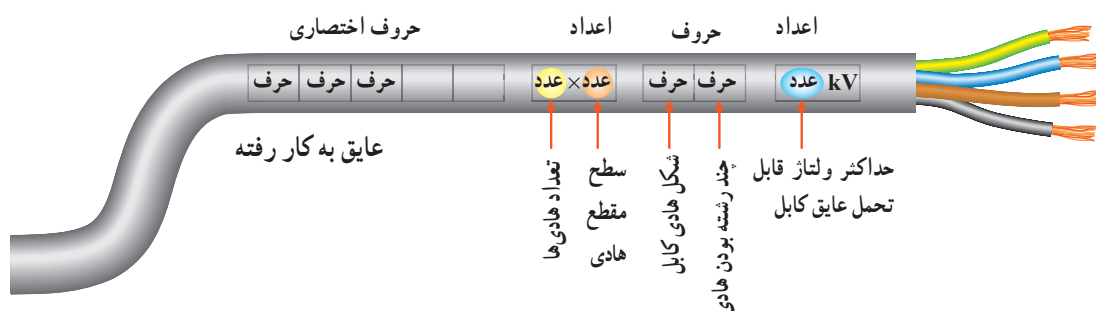 حروف اختصاری
اعداد
حروف
اعداد
حرف حرف حرف
عدد×عدد
حرف حرف
عدد kV
عایق به کار رفته
تعداد هادی‌ها
سطح
مقطع
هادی
شکل هادی کابل
چند رشته بودن هادی
حداکثر ولتاژ قابل
تحمل عایق کابل